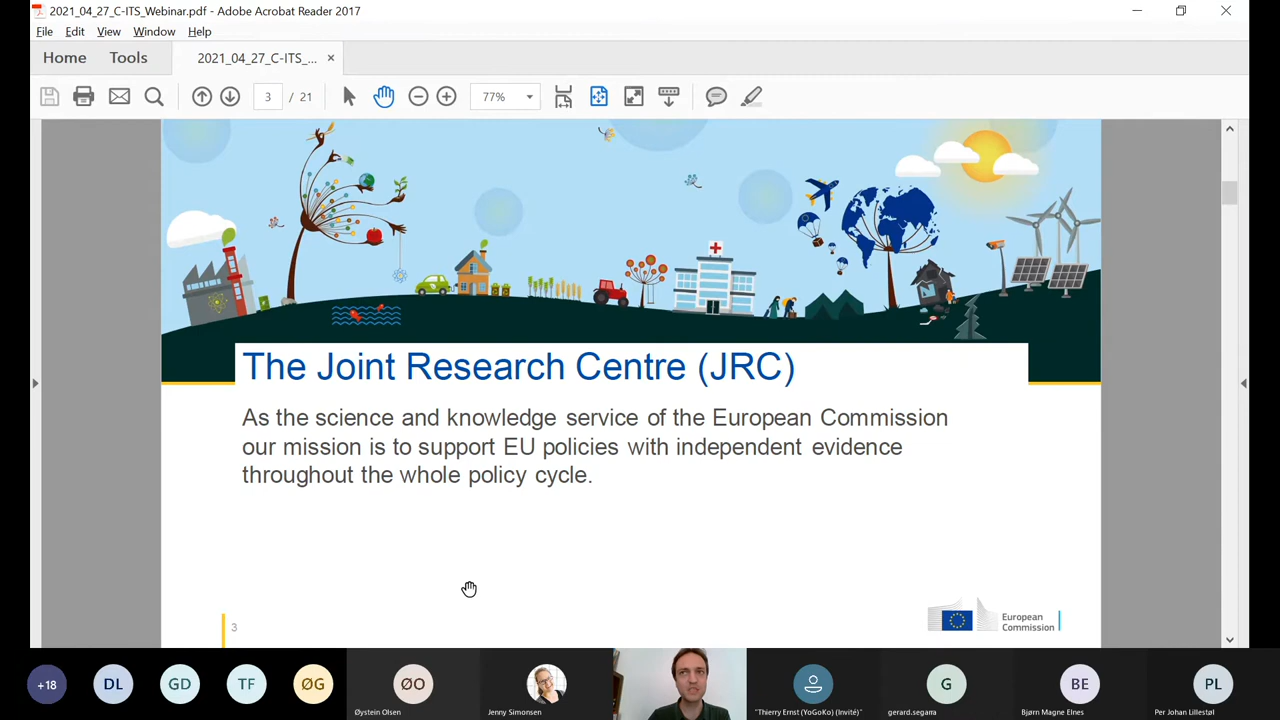 2021_04_27_C-ITS_Webinar.pdf - Adobe Acrobat Reader 2017
File Edit View Window Help
Home Tools 2021_04_27_C-ITS_... ×
3 / 21 77%
The Joint Research Centre (JRC)
As the science and knowledge service of the European Commission
our mission is to support EU policies with independent evidence
throughout the whole policy cycle.
3
European
Commission
+18 DL GD TF ØG ØO G BE PL
Øystein Olsen Jenny Simonsen "Thierry Ernst (YoGoKo) (Invité)" gerard.segarra Bjørn Magne Elnes Per Johan Lillestøl